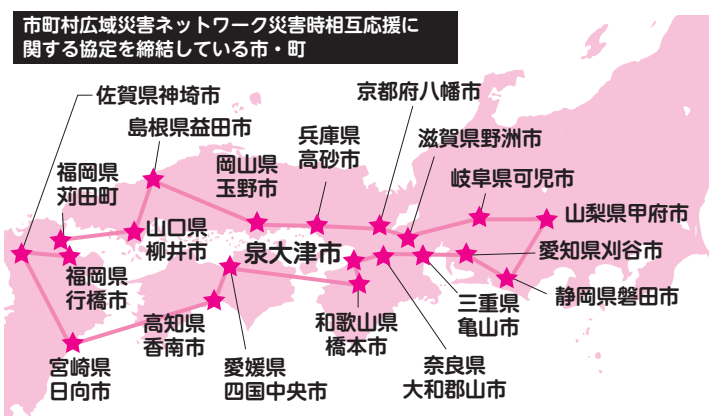 市町村広域災害ネットワーク災害時相互応援に
関する協定を締結している市・町
佐賀県神埼市
島根県益田市
福岡県
苅田町
岡山県
玉野市
兵庫県
高砂市
京都府八幡市
滋賀県野洲市
岐阜県可児市
山梨県甲府市
山口県
柳井市
泉大津市
愛知県刈谷市
福岡県
行橋市
静岡県磐田市
高知県
香南市
和歌山県
橋本市
三重県
亀山市
宮崎県
日向市
愛媛県
四国中央市
奈良県
大和郡山市